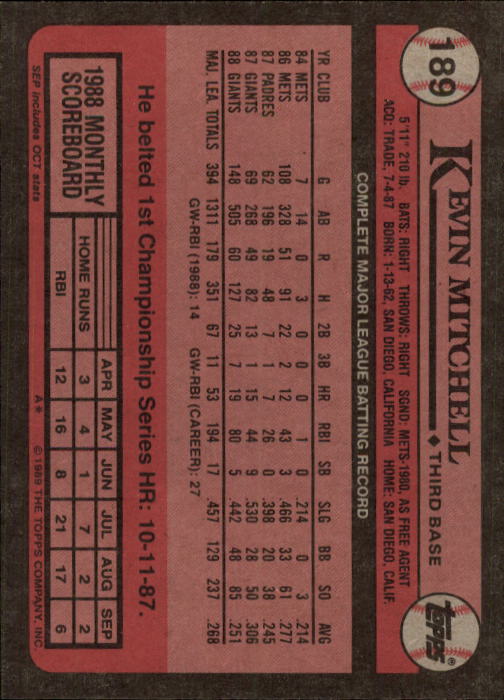 189
KEVIN MITCHELL ♦ THIRD BASE
topps®
5'11" 210 lb. BATS: RIGHT THROWS: RIGHT SGND: METS-1980, AS FREE AGENT
ACQ: TRADE, 7-4-87 BORN: 1-13-62, SAN DIEGO, CALIFORNIA HOME: SAN DIEGO, CALIF.
COMPLETE MAJOR LEAGUE BATTING RECORD
YR CLUB G AB R H 2B 3B HR RBI SB SLG BB SO AVG
84 METS 7 14 0 3 0 0 0 1 0 .214 0 3 .214
86 METS 108 328 51 91 22 2 12 43 3 .466 33 61 .277
87 PADRES 62 196 19 48 7 1 7 26 0 .398 20 38 .245
87 GIANTS 69 268 49 82 13 1 15 44 9 .530 28 50 .306
88 GIANTS 148 505 60 127 25 7 19 80 5 .442 48 85 .251
MAJ. LEA. TOTALS 394 1311 179 351 67 11 53 194 17 .457 129 237 .268
GW-RBI (1988): 14 GW-RBI (CAREER): 27
He belted 1st Championship Series HR: 10-11-87.
1988 MONTHLY
SCOREBOARD
APR MAY JUN JUL AUG SEP
HOME RUNS 3 4 1 7 2 2
RBI 12 16 8 21 17 6
SEP includes OCT stats
A* © 1989 THE TOPPS COMPANY, INC.